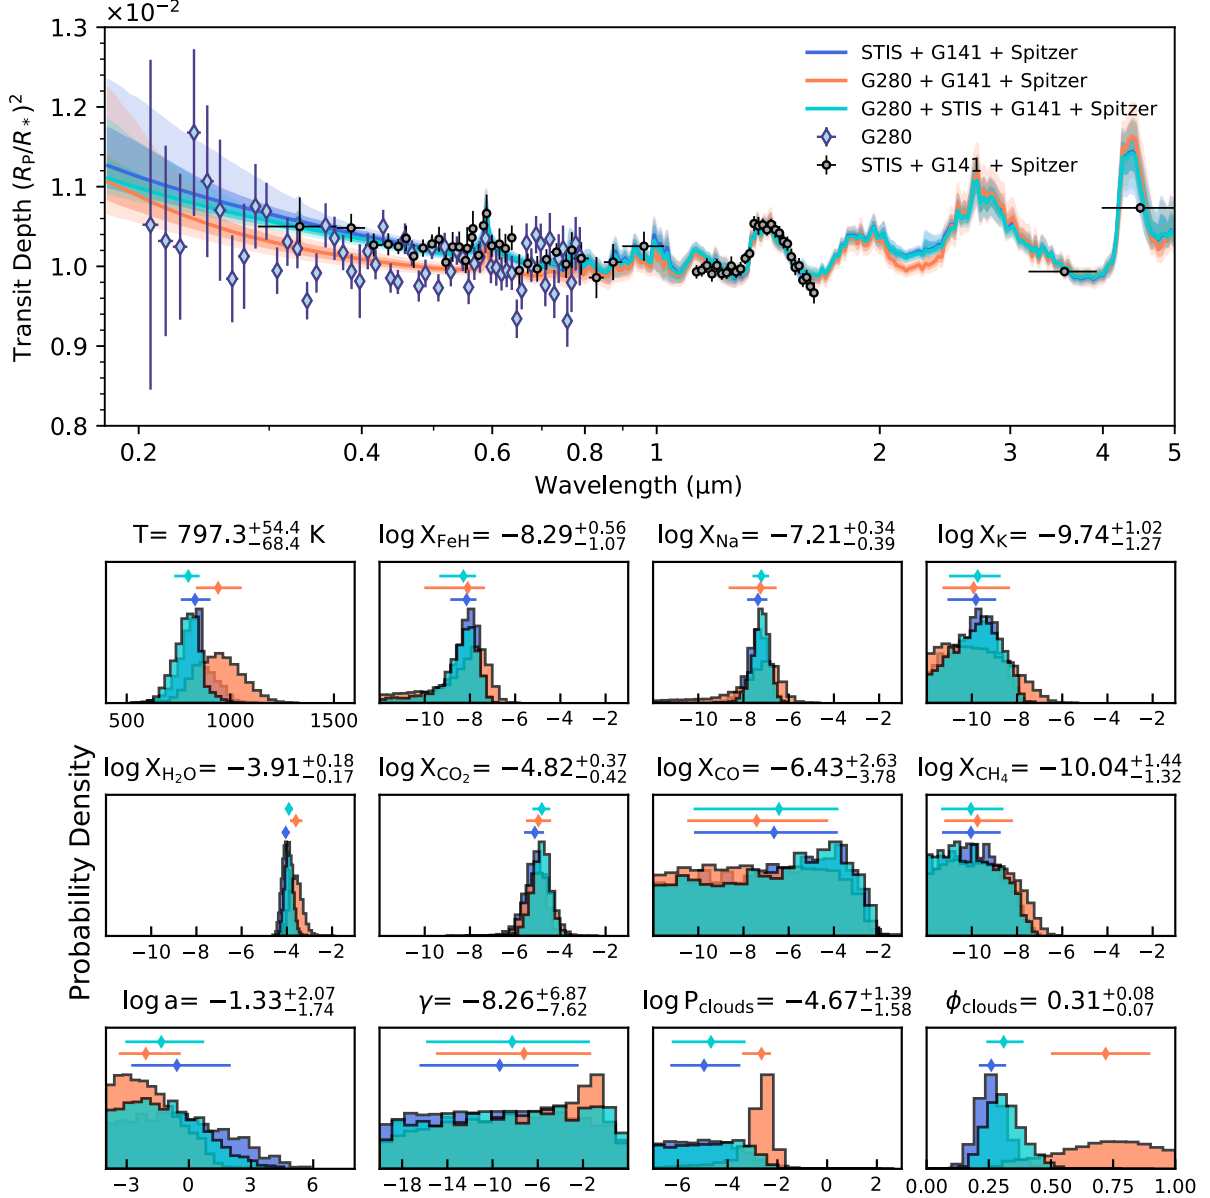 ×10⁻²
1.3
1.2
1.1
1.0
0.9
0.8
Transit Depth (R_P/R_*)²
STIS + G141 + Spitzer
G280 + G141 + Spitzer
G280 + STIS + G141 + Spitzer
G280
STIS + G141 + Spitzer
0.2 0.4 0.6 0.8 1 2 3 4 5
Wavelength (μm)
Probability Density
T= 797.3⁺⁵⁴·⁴₋₆₈.₄ K
500 1000 1500
log X_FeH= −8.29 +0.56 −1.07
−10 −8 −6 −4 −2
log X_Na= −7.21 +0.34 −0.39
−10 −8 −6 −4 −2
log X_K= −9.74 +1.02 −1.27
−10 −8 −6 −4 −2
log X_H₂O= −3.91 +0.18 −0.17
−10 −8 −6 −4 −2
log X_CO₂= −4.82 +0.37 −0.42
−10 −8 −6 −4 −2
log X_CO= −6.43 +2.63 −3.78
−10 −8 −6 −4 −2
log X_CH₄= −10.04 +1.44 −1.32
−10 −8 −6 −4 −2
log a= −1.33 +2.07 −1.74
−3 0 3 6
γ= −8.26 +6.87 −7.62
−18 −14 −10 −6 −2
log P_clouds= −4.67 +1.39 −1.58
−6 −4 −2 0 2
ϕ_clouds= 0.31 +0.08 −0.07
0.00 0.25 0.50 0.75 1.00